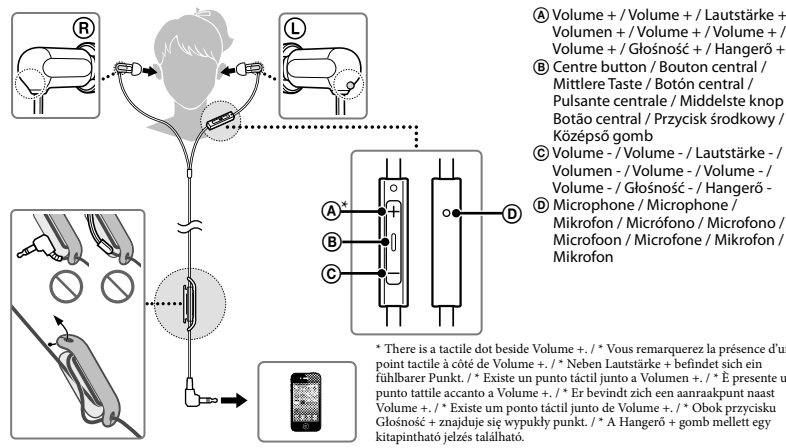 R
L
A Volume + / Volume + / Lautstärke +
Volumen + / Volume + / Volume + /
Volume + / Głośność + / Hangerő +
B Centre button / Bouton central /
Mittlere Taste / Botón central /
Pulsante centrale / Middelste knop
Botão central / Przycisk środkowy /
Középső gomb
C Volume - / Volume - / Lautstärke - /
Volumen - / Volume - / Volume - /
Volume - / Głośność - / Hangerő -
D Microphone / Microphone /
Mikrofon / Micrófono / Microfono /
Microfoon / Microfone / Mikrofon /
Mikrofon
A*
B
C
D
+
−
* There is a tactile dot beside Volume +. / * Vous remarquerez la présence d'u
point tactile à côté de Volume +. / * Neben Lautstärke + befindet sich ein
fühlbarer Punkt. / * Existe un punto táctil junto a Volumen +. / * È presente u
punto tattile accanto a Volume +. / * Er bevindt zich een aanraakpunt naast
Volume +. / * Existe um ponto táctil junto de Volume +. / * Obok przycisku
Głośność + znajduje się wypukły punkt. / * A Hangerő + gomb mellett egy
kitapintható jelzés található.